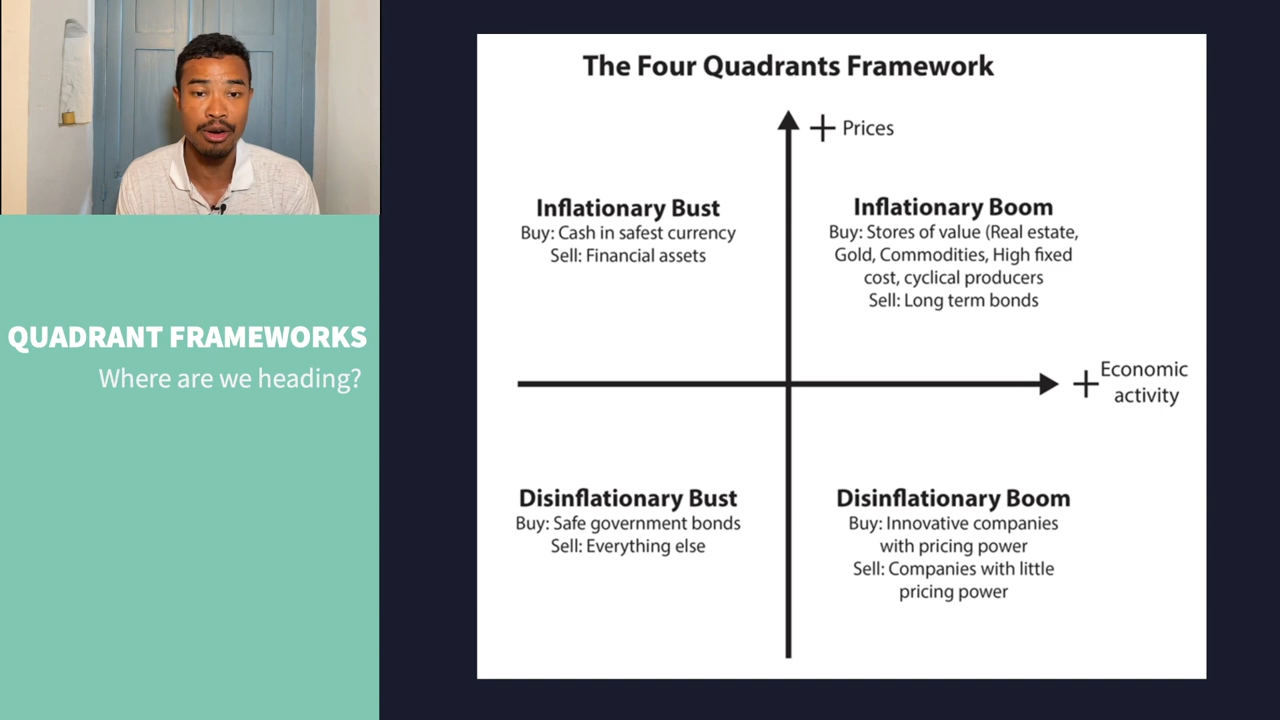 QUADRANT FRAMEWORKS
Where are we heading?
The Four Quadrants Framework
+ Prices
Inflationary Bust
Buy: Cash in safest currency
Sell: Financial assets
Inflationary Boom
Buy: Stores of value (Real estate,
Gold, Commodities, High fixed
cost, cyclical producers
Sell: Long term bonds
+ Economic
activity
Disinflationary Bust
Buy: Safe government bonds
Sell: Everything else
Disinflationary Boom
Buy: Innovative companies
with pricing power
Sell: Companies with little
pricing power